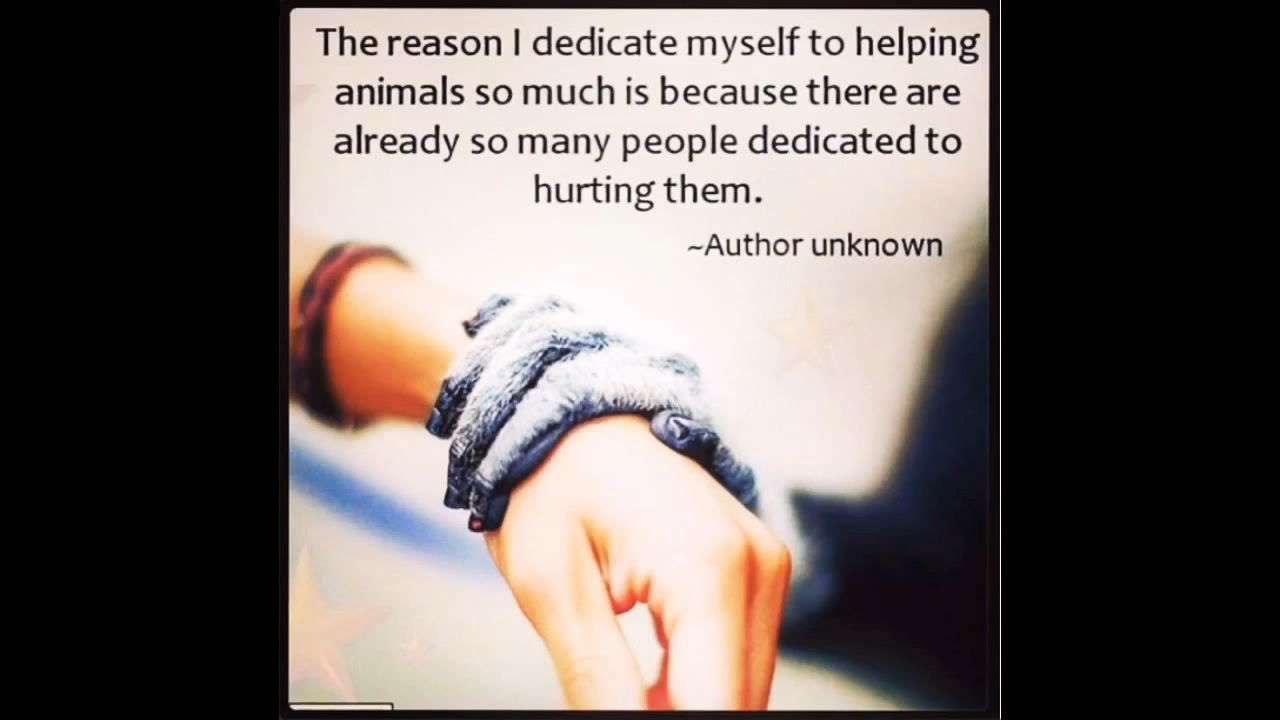 The reason I dedicate myself to helping
animals so much is because there are
already so many people dedicated to
hurting them.
~Author unknown